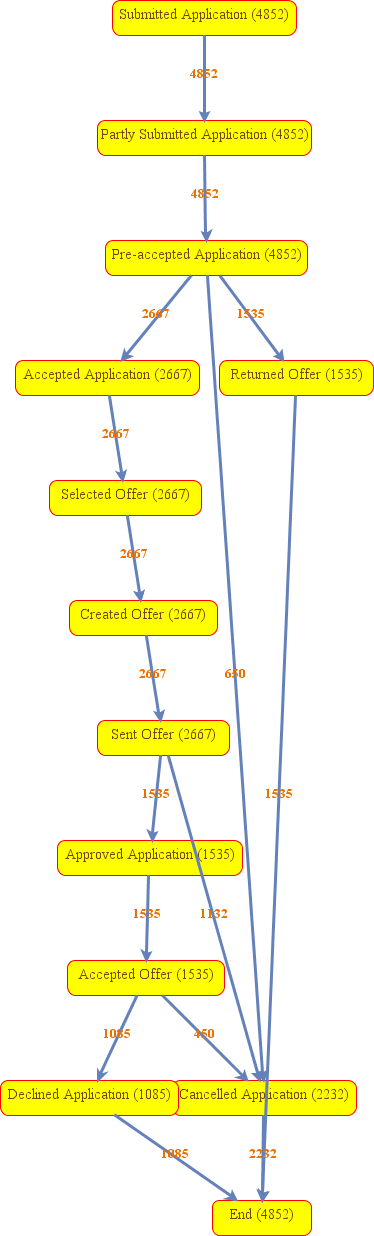 Submitted Application (4852)
4852
Partly Submitted Application (4852)
4852
Pre-accepted Application (4852)
2667
1535
Accepted Application (2667)
Returned Offer (1535)
2667
Selected Offer (2667)
2667
Created Offer (2667)
2667
650
Sent Offer (2667)
1535
1535
Approved Application (1535)
1535
1132
Accepted Offer (1535)
1085
450
Declined Application (1085)
Cancelled Application (2232)
1085
2232
End (4852)